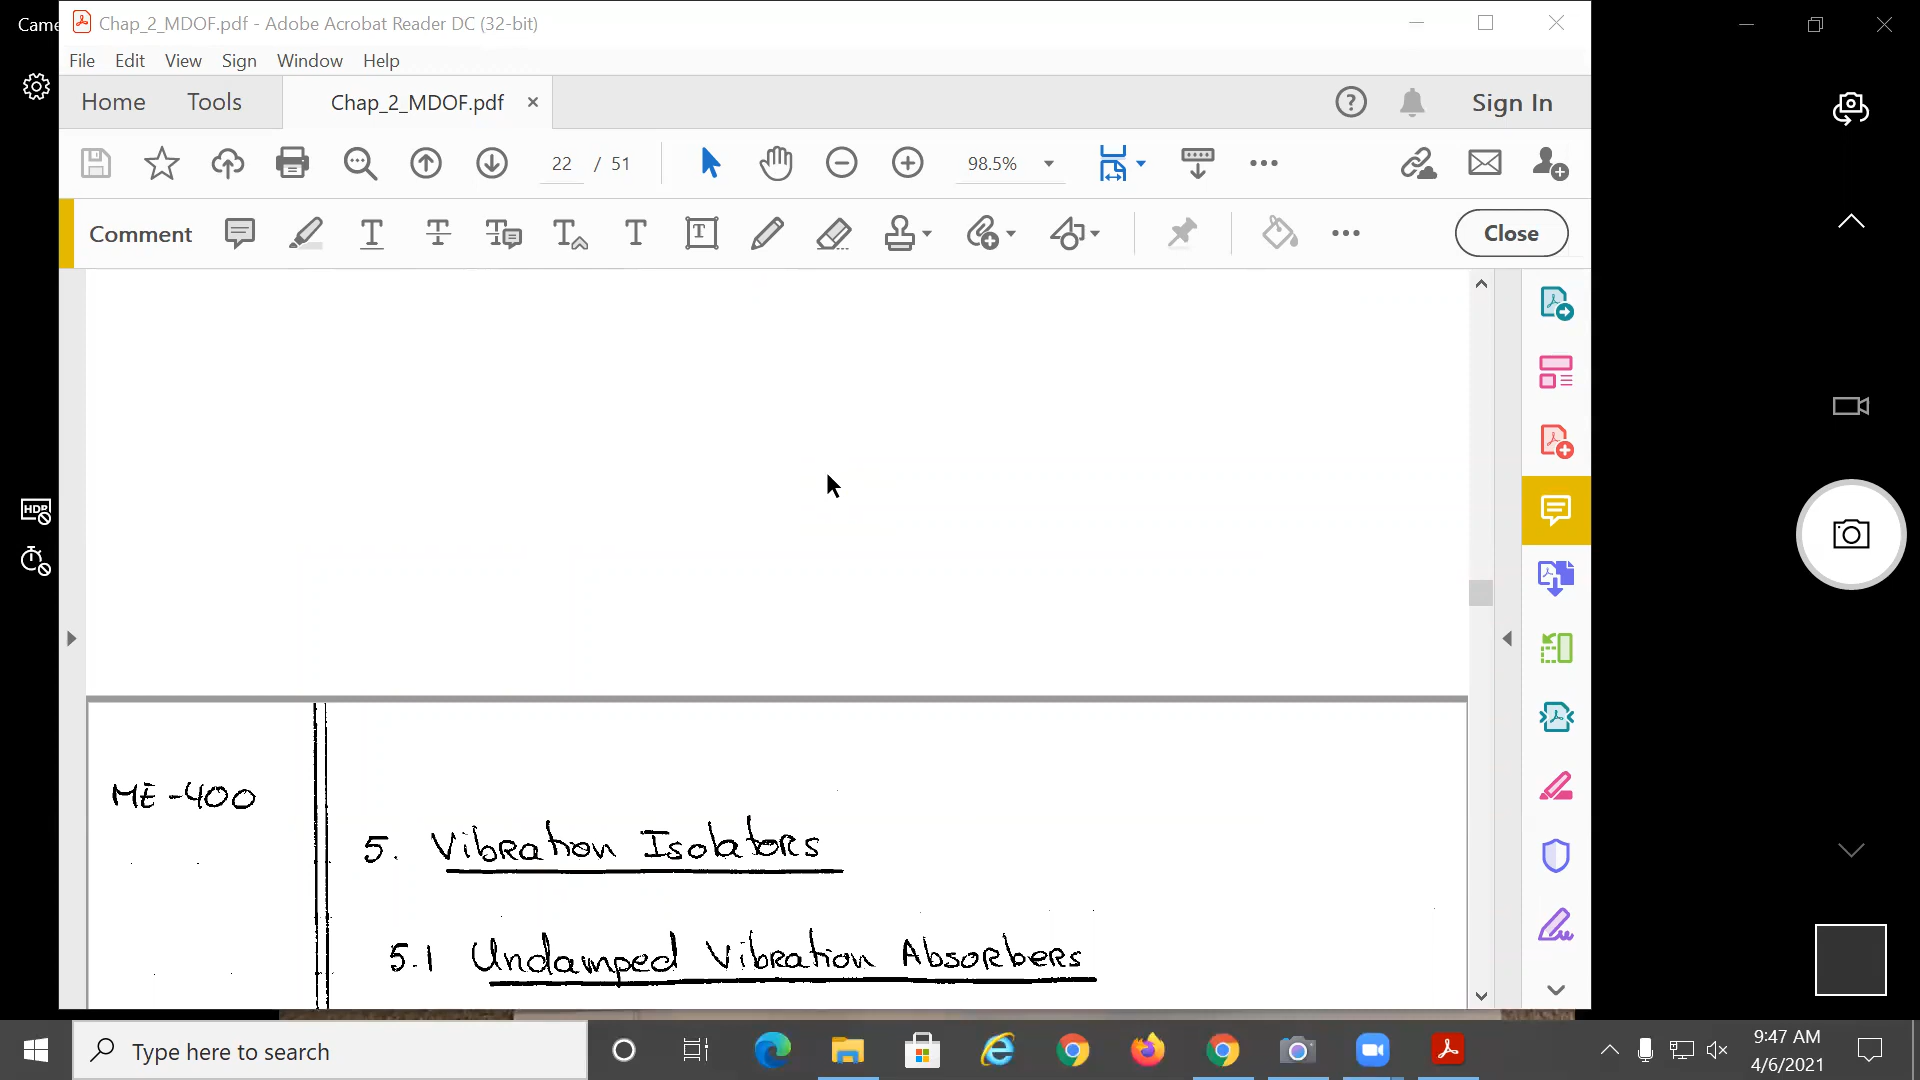 Came
Chap_2_MDOF.pdf - Adobe Acrobat Reader DC (32-bit)
File Edit View Sign Window Help
Home Tools Chap_2_MDOF.pdf × Sign In
22 / 51 98.5%
Comment Close
HDR
ME-400
5. Vibration Isolators
5.1 Undamped Vibration Absorbers
Type here to search
9:47 AM
4/6/2021